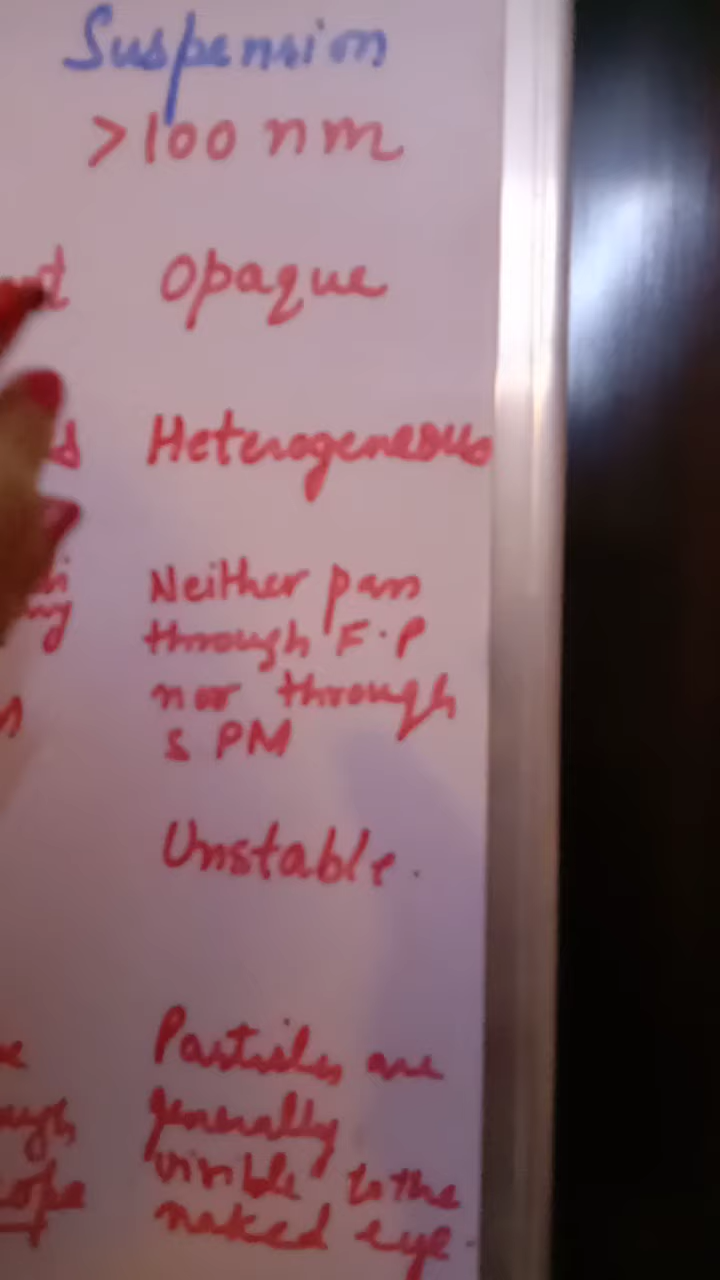 Suspension
>100 nm
Opaque
Heterogeneous
Neither pass
through F.P
nor through
SPM
Unstable.
Particles are
generally
visible to the
naked eye.